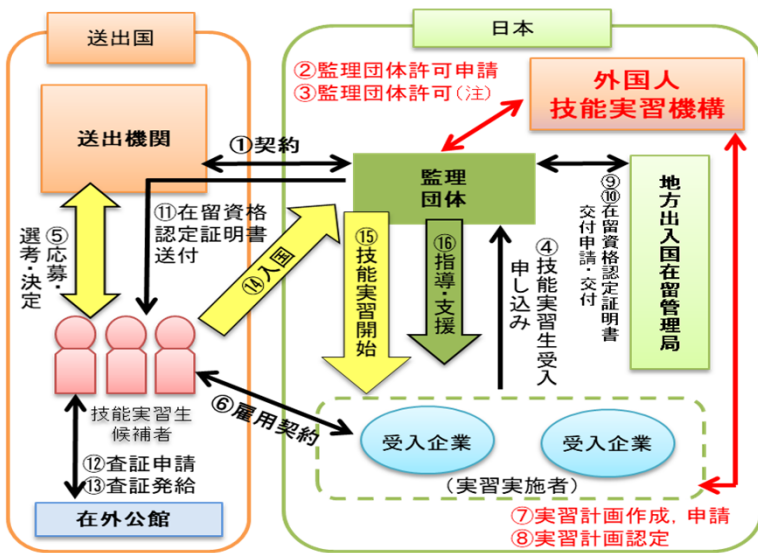 送出国
日本
②監理団体許可申請
③監理団体許可(注)
外国人
技能実習機構
送出機関
①契約
監理
団体
⑨
⑩在留資格認定証明書
交付申請・交付
地方出入国在留管理局
⑤応募・
選考・決定
⑪在留資格
認定証明書
送付
⑭入国
⑮技能実習開始
⑯指導・支援
④技能実習生受入
申し込み
技能実習生
候補者
⑥雇用契約
受入企業
受入企業
(実習実施者)
⑫査証申請
⑬査証発給
在外公館
⑦実習計画作成,申請
⑧実習計画認定